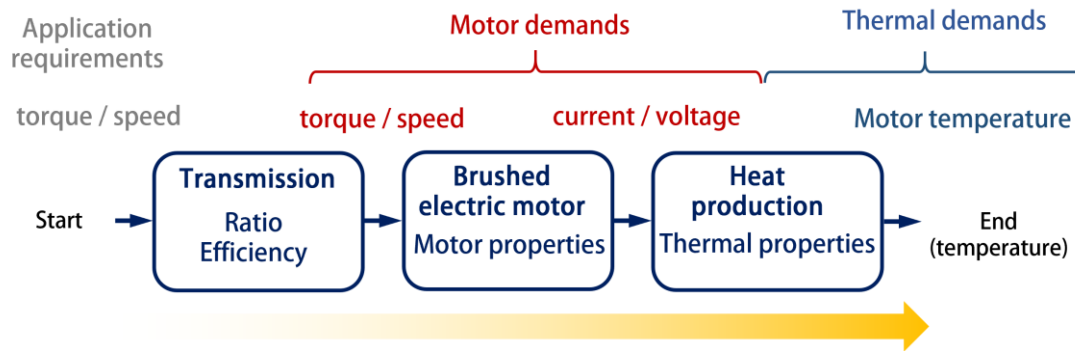 Application
requirements
Motor demands
Thermal demands
torque / speed
torque / speed
current / voltage
Motor temperature
Start
Transmission
Ratio
Efficiency
Brushed
electric motor
Motor properties
Heat
production
Thermal properties
End
(temperature)